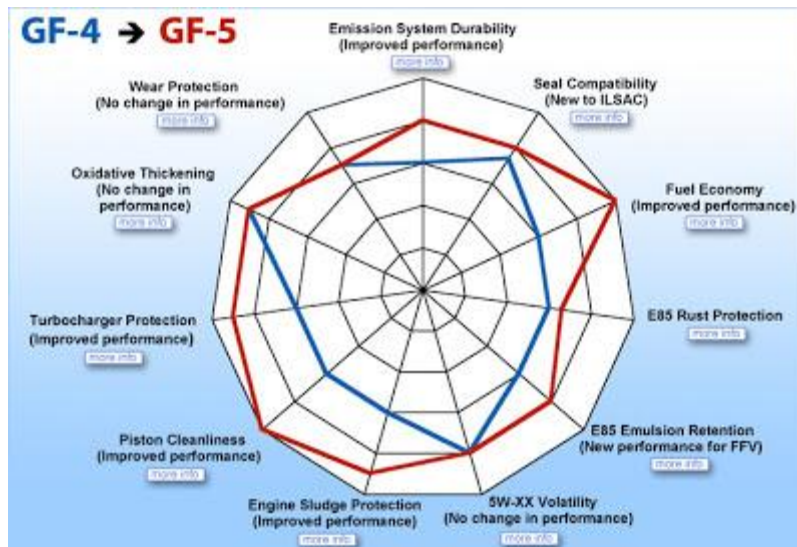 GF-4 → GF-5
Emission System Durability
(Improved performance)
more info
Seal Compatibility
(New to ILSAC)
more info
Fuel Economy
(Improved performance)
more info
E85 Rust Protection
more info
E85 Emulsion Retention
(New performance for FFV)
more info
5W-XX Volatility
(No change in performance)
more info
Engine Sludge Protection
(Improved performance)
more info
Piston Cleanliness
(Improved performance)
more info
Turbocharger Protection
(Improved performance)
more info
Oxidative Thickening
(No change in
performance)
more info
Wear Protection
(No change in performance)
more info